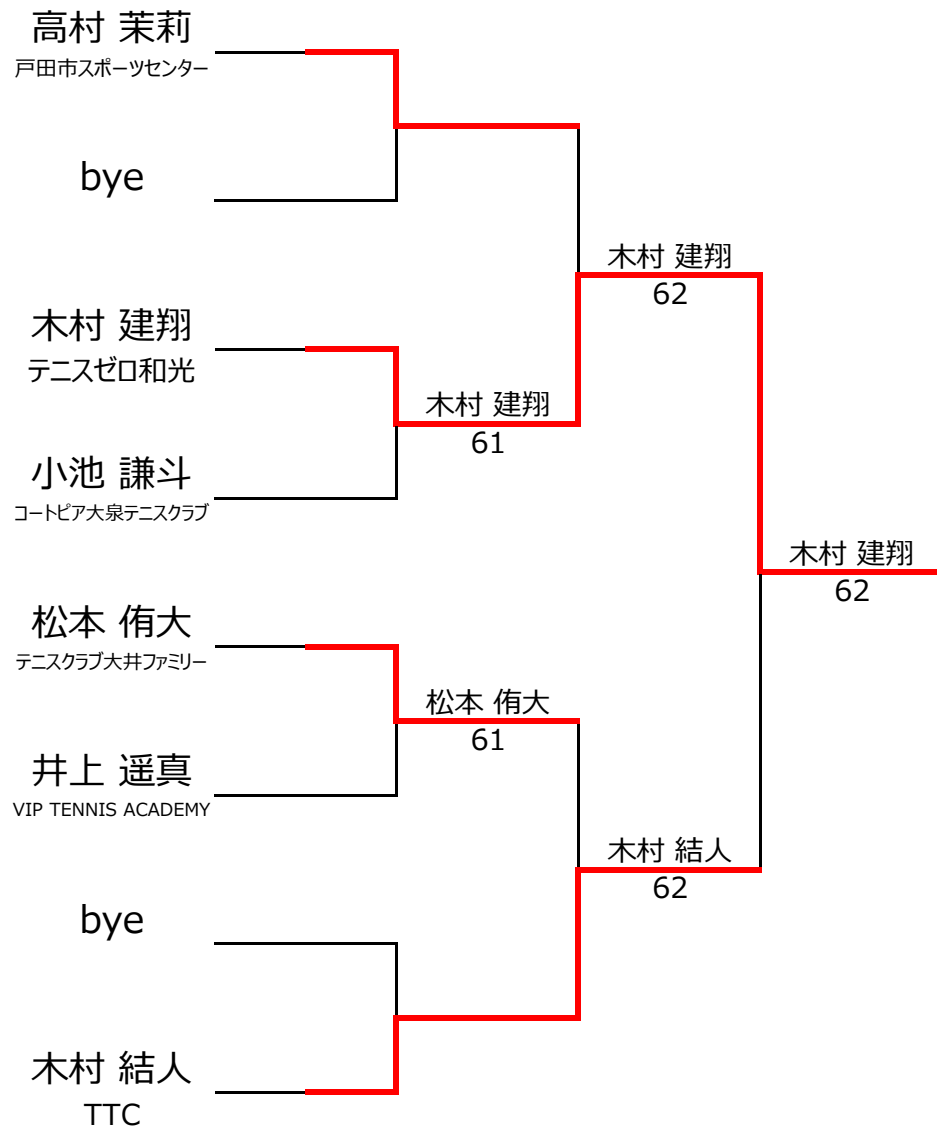 高村 茉莉
戸田市スポーツセンター
bye
木村 建翔
テニスゼロ和光
小池 謙斗
コートピア大泉テニスクラブ
松本 侑大
テニスクラブ大井ファミリー
井上 遥真
VIP TENNIS ACADEMY
bye
木村 結人
TTC
木村 建翔
61
松本 侑大
61
木村 建翔
62
木村 結人
62
木村 建翔
62